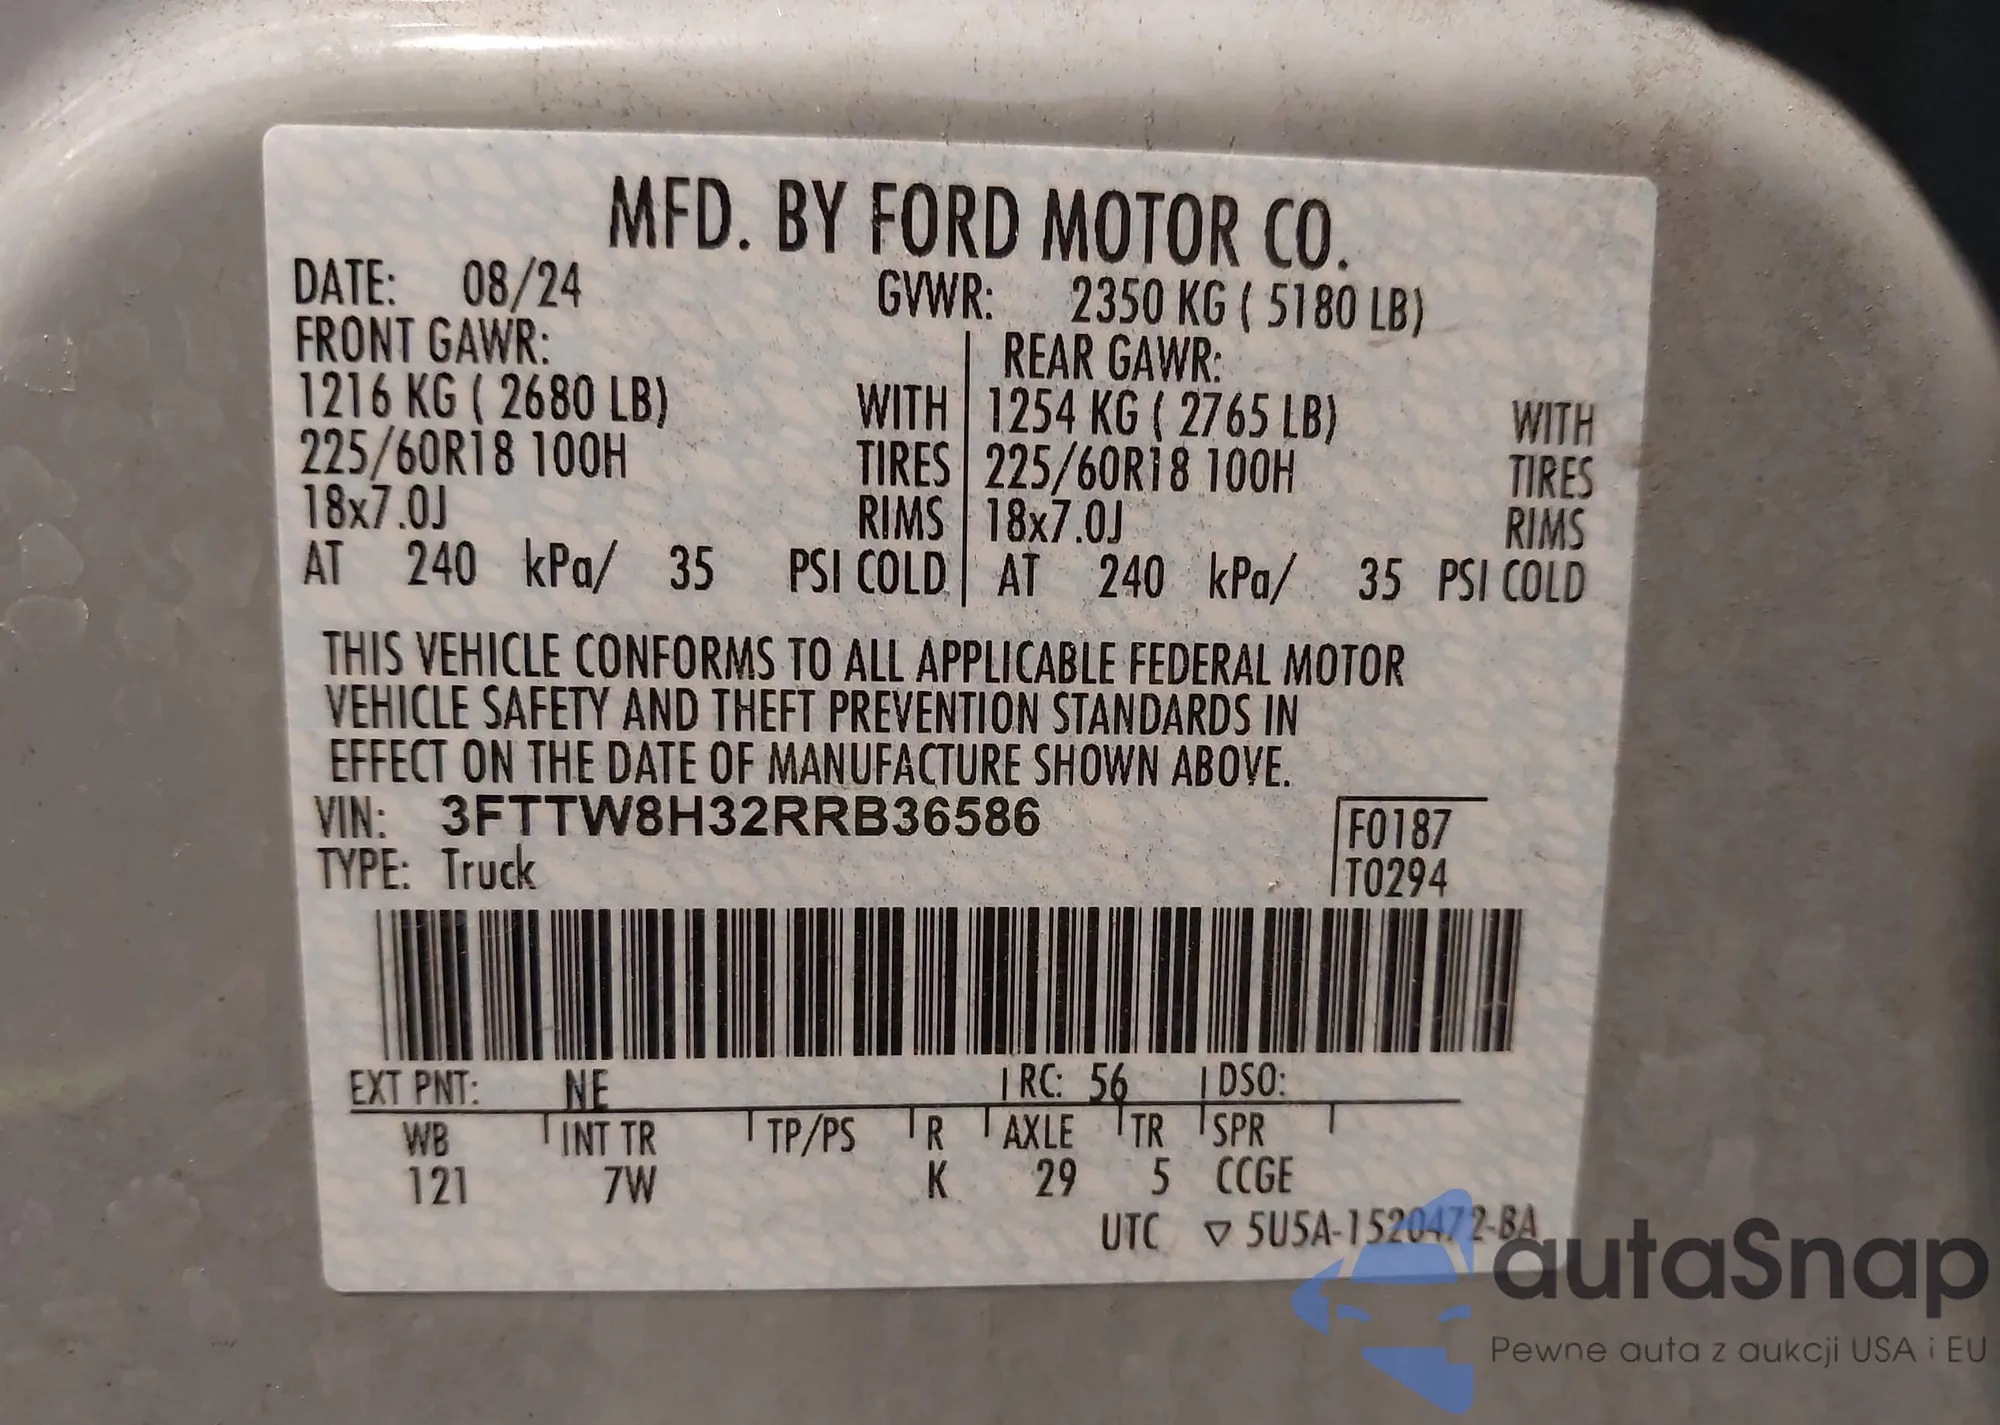 MFD. BY FORD MOTOR CO.
DATE: 08/24 GVWR: 2350 KG ( 5180 LB)
FRONT GAWR: REAR GAWR:
1216 KG ( 2680 LB) WITH 1254 KG ( 2765 LB) WITH
225/60R18 100H TIRES 225/60R18 100H TIRES
18x7.0J RIMS 18x7.0J RIMS
AT 240 kPa/ 35 PSI COLD AT 240 kPa/ 35 PSI COLD
THIS VEHICLE CONFORMS TO ALL APPLICABLE FEDERAL MOTOR
VEHICLE SAFETY AND THEFT PREVENTION STANDARDS IN
EFFECT ON THE DATE OF MANUFACTURE SHOWN ABOVE.
VIN: 3FTTW8H32RRB36586 F0187
TYPE: Truck T0294
EXT PNT: NE RC: 56 DSO:
WB INT TR TP/PS R AXLE TR SPR
121 7W K 29 5 CCGE
UTC ▽ 5U5A-1520472-BA
autaSnap
Pewne auta z aukcji USA i EU